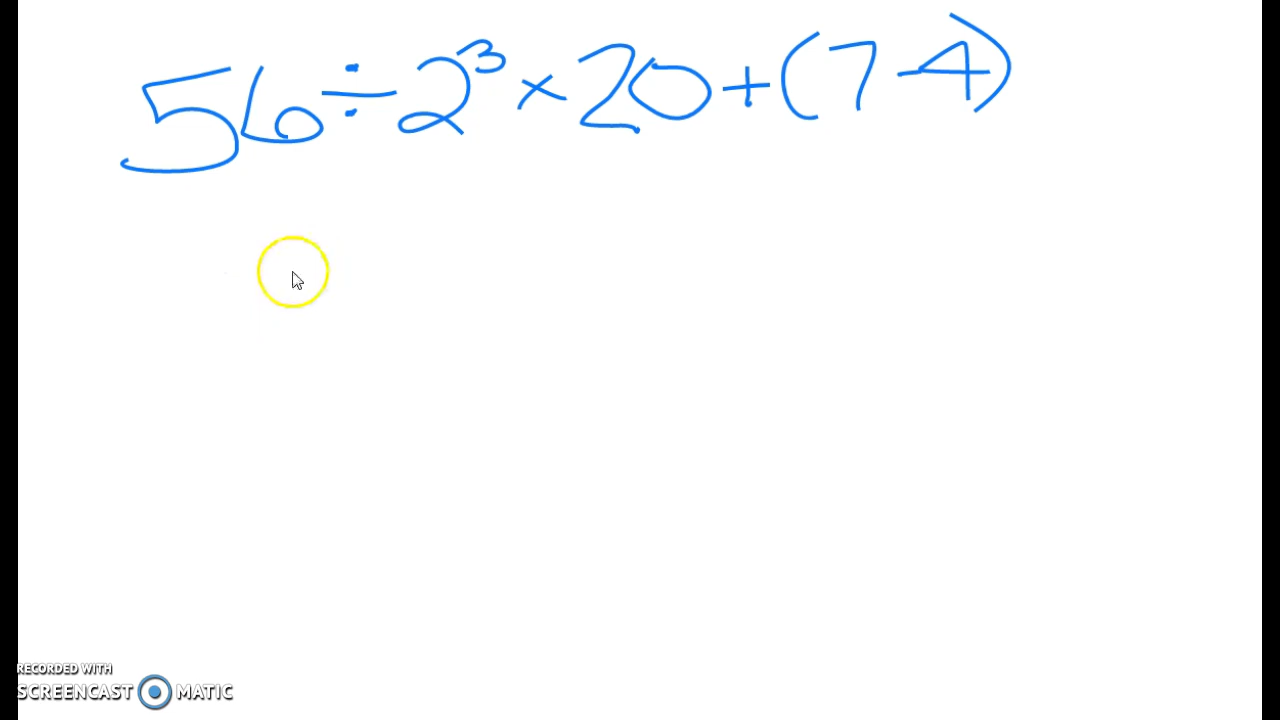 56 ÷ 2³ × 20 + (7 - 4)
RECORDED WITH
SCREENCAST MATIC